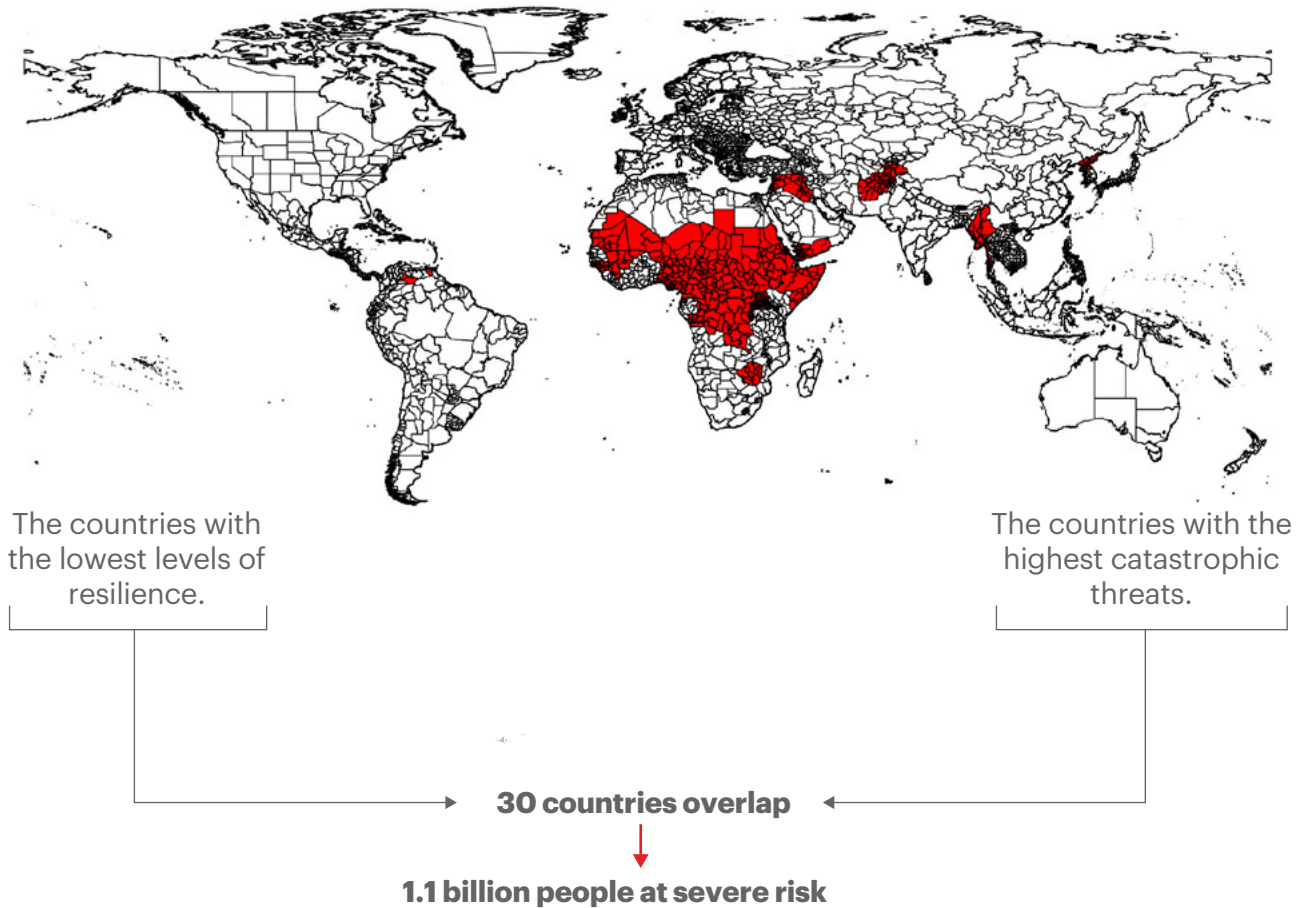 The countries with
the lowest levels of
resilience.
The countries with the
highest catastrophic
threats.
30 countries overlap
1.1 billion people at severe risk